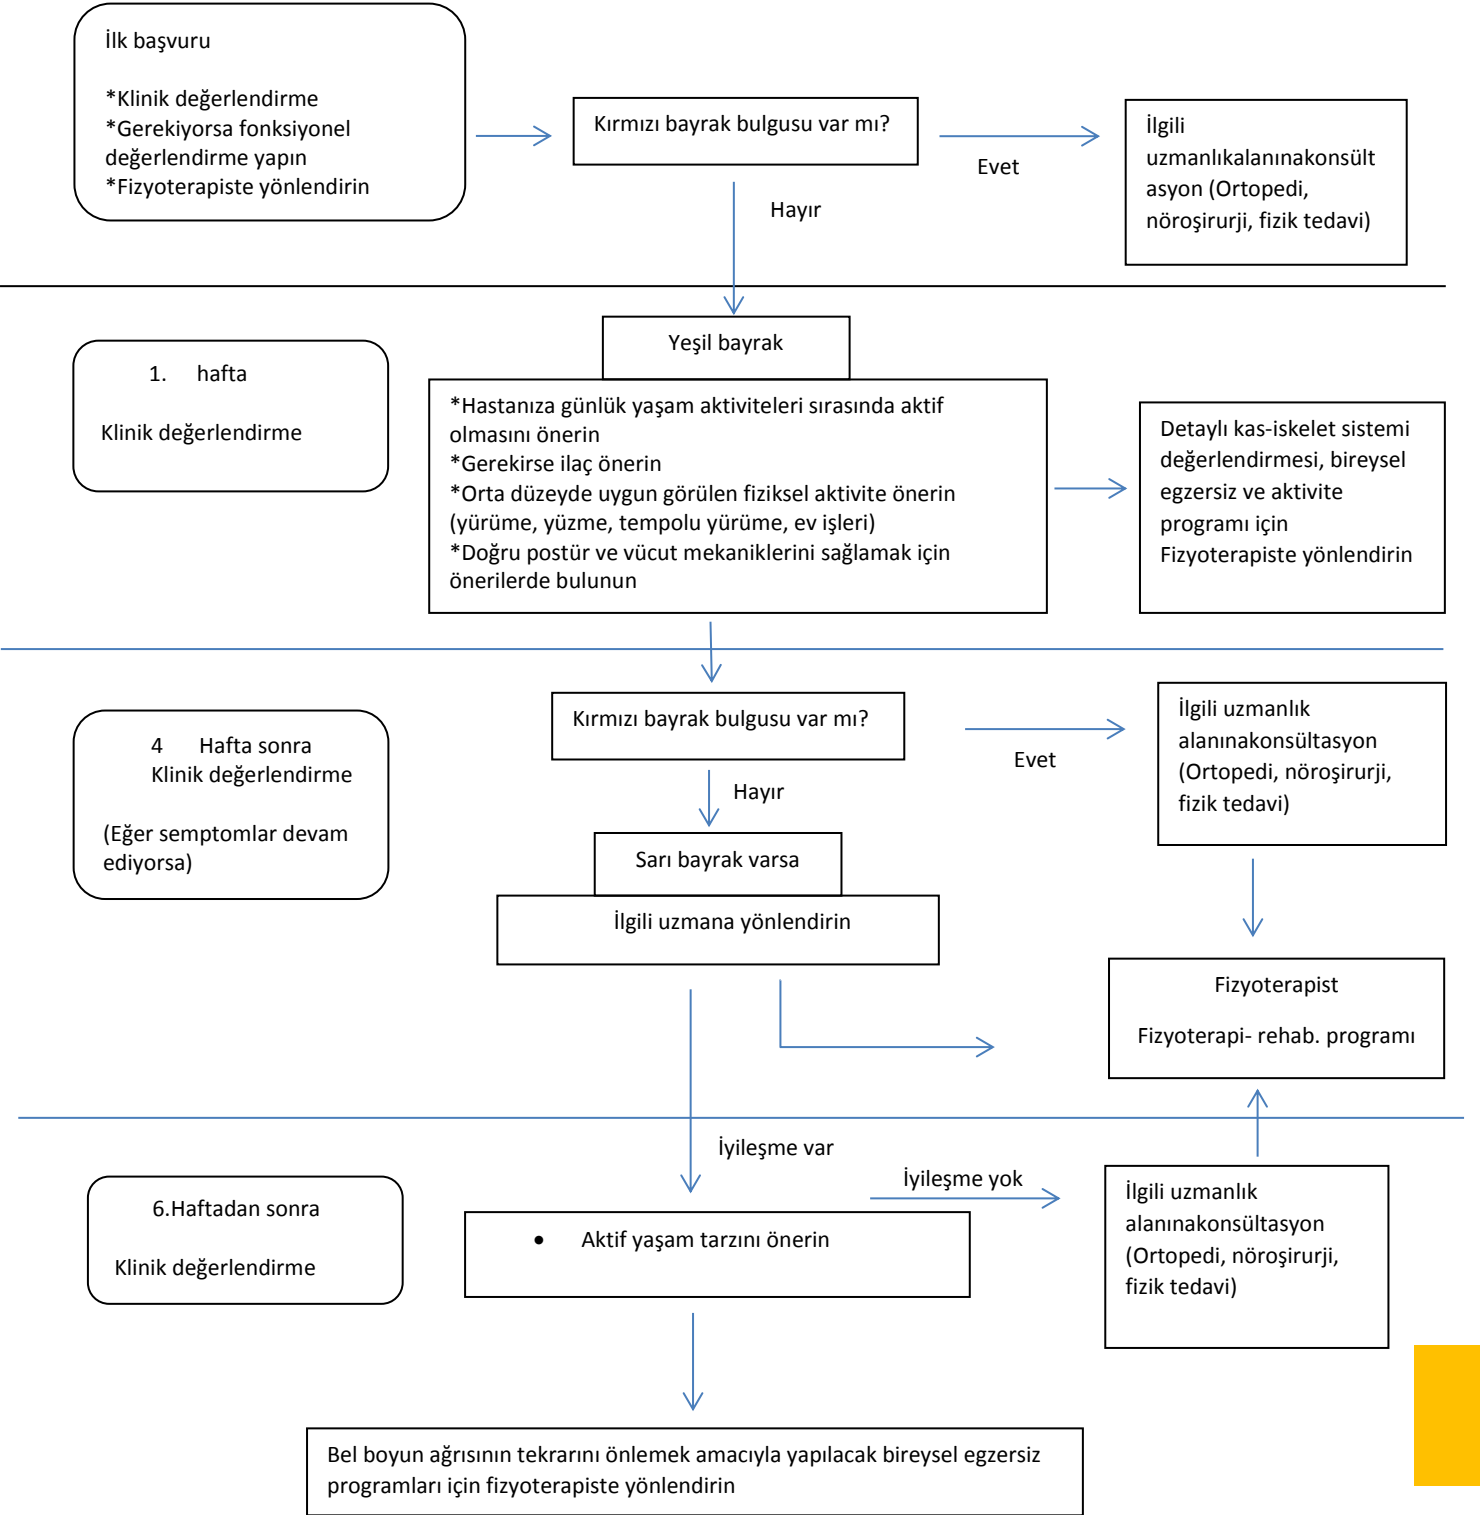 İlk başvuru
*Klinik değerlendirme
*Gerekiyorsa fonksiyonel
değerlendirme yapın
*Fizyoterapiste yönlendirin
Kırmızı bayrak bulgusu var mı?
Evet
Hayır
İlgili
uzmanlıkalanınakonsült
asyon (Ortopedi,
nöroşirurji, fizik tedavi)
1. hafta
Klinik değerlendirme
Yeşil bayrak
*Hastanıza günlük yaşam aktiviteleri sırasında aktif
olmasını önerin
*Gerekirse ilaç önerin
*Orta düzeyde uygun görülen fiziksel aktivite önerin
(yürüme, yüzme, tempolu yürüme, ev işleri)
*Doğru postür ve vücut mekaniklerini sağlamak için
önerilerde bulunun
Detaylı kas-iskelet sistemi
değerlendirmesi, bireysel
egzersiz ve aktivite
programı için
Fizyoterapiste yönlendirin
4 Hafta sonra
Klinik değerlendirme
(Eğer semptomlar devam
ediyorsa)
Kırmızı bayrak bulgusu var mı?
Evet
Hayır
İlgili uzmanlık
alanınakonsültasyon
(Ortopedi, nöroşirurji,
fizik tedavi)
Sarı bayrak varsa
İlgili uzmana yönlendirin
Fizyoterapist
Fizyoterapi- rehab. programı
İyileşme var
İyileşme yok
6.Haftadan sonra
Klinik değerlendirme
• Aktif yaşam tarzını önerin
İlgili uzmanlık
alanınakonsültasyon
(Ortopedi, nöroşirurji,
fizik tedavi)
Bel boyun ağrısının tekrarını önlemek amacıyla yapılacak bireysel egzersiz
programları için fizyoterapiste yönlendirin